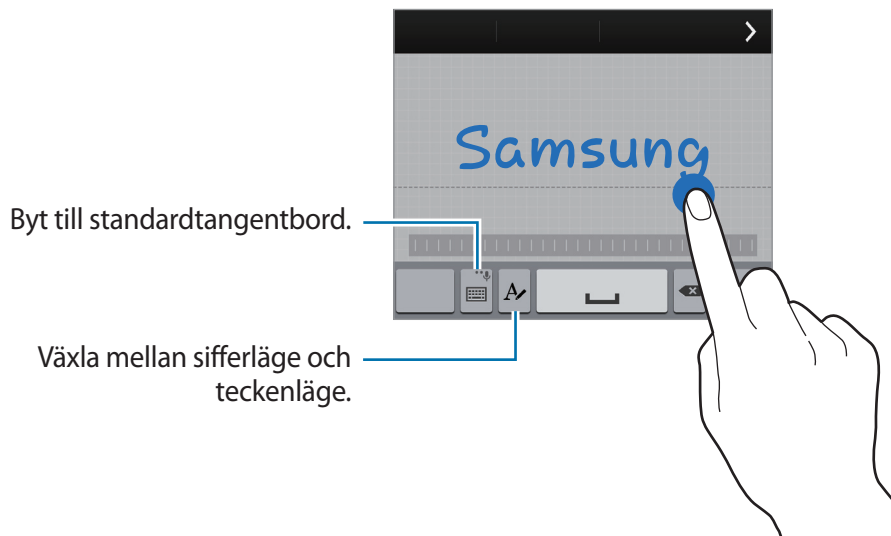 Samsung
Byt till standardtangentbord.
A
Växla mellan sifferläge och
teckenläge.